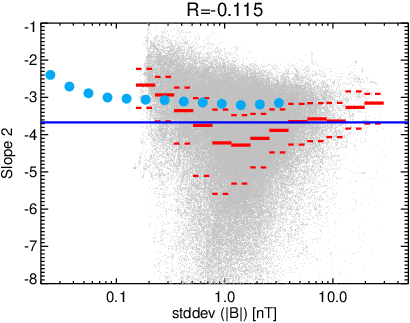 R=-0.115
-1
-2
-3
-4
-5
-6
-7
-8
Slope 2
0.1 1.0 10.0
stddev (|B|) [nT]